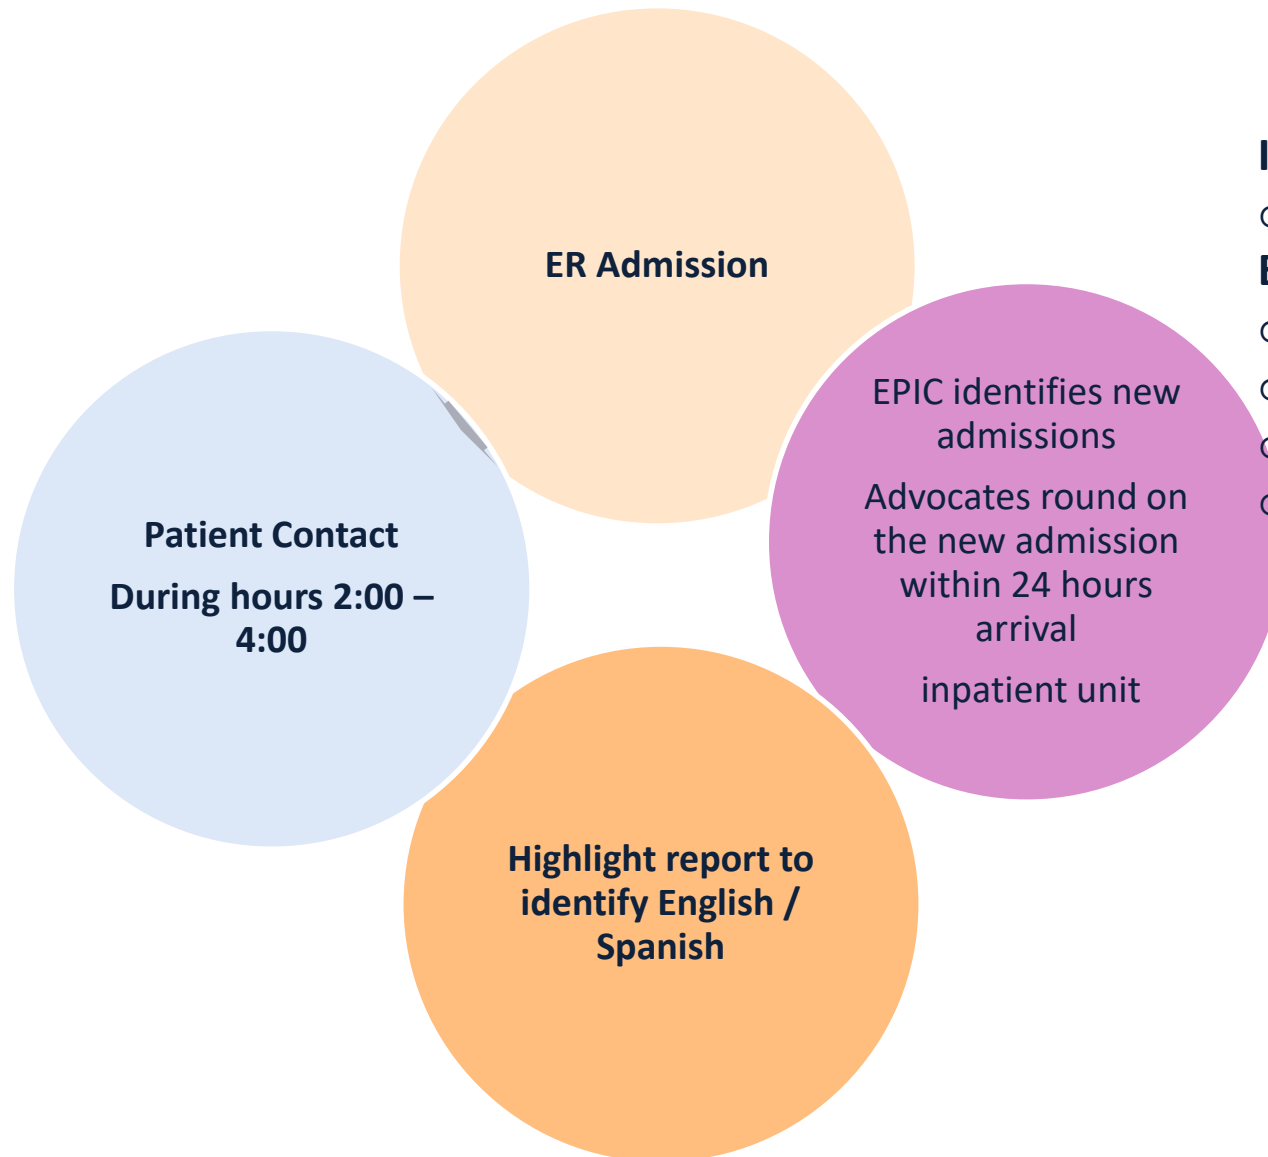 ER Admission
EPIC identifies new
admissions
Advocates round on
the new admission
within 24 hours
arrival
inpatient unit
Patient Contact
During hours 2:00 –
4:00
Highlight report to
identify English /
Spanish